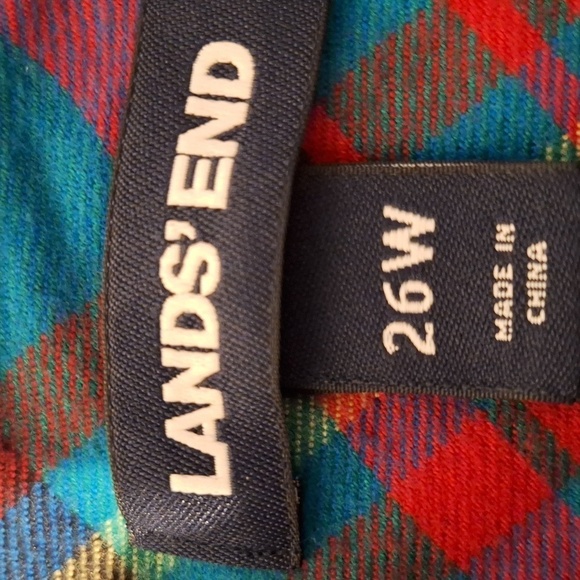 LANDS' END
26W
MADE IN
CHINA